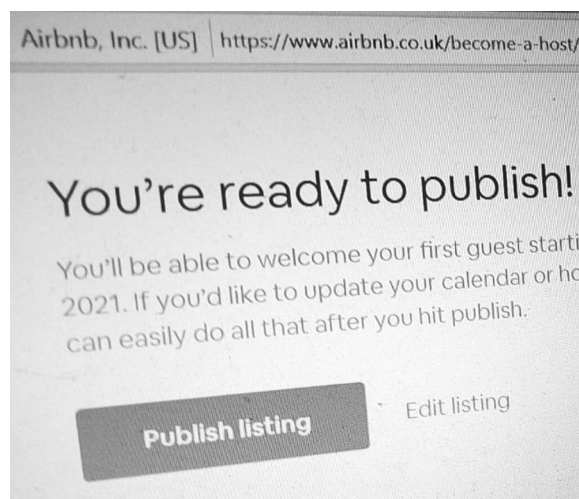 Airbnb, Inc. [US] https://www.airbnb.co.uk/become-a-host/
You're ready to publish!
You'll be able to welcome your first guest starti
2021. If you'd like to update your calendar or ho
can easily do all that after you hit publish.
Publish listing Edit listing